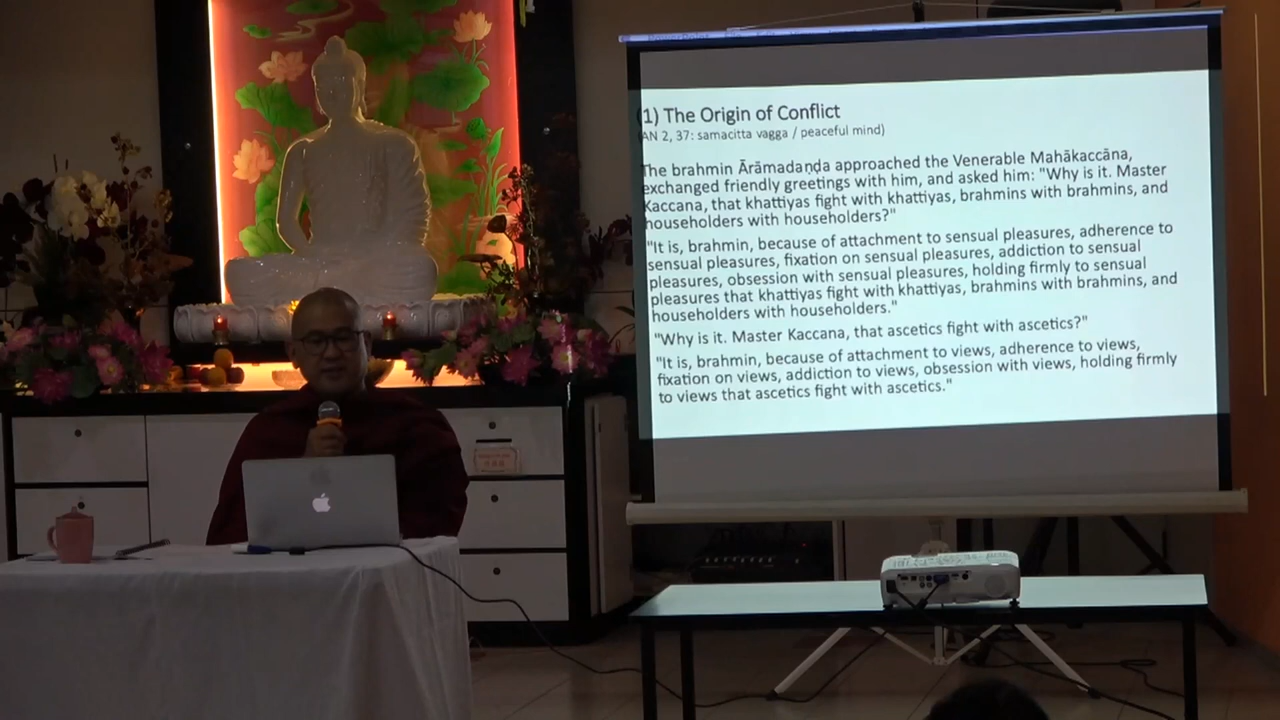 (1) The Origin of Conflict
(AN 2, 37: samacitta vagga / peaceful mind)
The brahmin Ārāmadaṇda approached the Venerable Mahākaccāna,
exchanged friendly greetings with him, and asked him: "Why is it. Master
Kaccana, that khattiyas fight with khattiyas, brahmins with brahmins, and
householders with householders?"
"It is, brahmin, because of attachment to sensual pleasures, adherence to
sensual pleasures, fixation on sensual pleasures, addiction to sensual
pleasures, obsession with sensual pleasures, holding firmly to sensual
pleasures that khattiyas fight with khattiyas, brahmins with brahmins, and
householders with householders."
"Why is it. Master Kaccana, that ascetics fight with ascetics?"
"It is, brahmin, because of attachment to views, adherence to views,
fixation on views, addiction to views, obsession with views, holding firmly
to views that ascetics fight with ascetics."